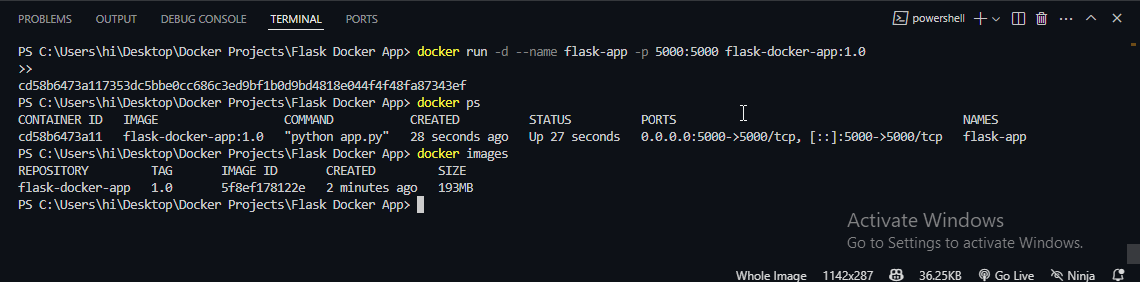 PROBLEMS OUTPUT DEBUG CONSOLE TERMINAL PORTS powershell
PS C:\Users\hi\Desktop\Docker Projects\Flask Docker App> docker run -d --name flask-app -p 5000:5000 flask-docker-app:1.0
>>
cd58b6473a117353dc5bbe0cc686c3ed9bf1b0d9bd4818e044f4f48fa87343ef
PS C:\Users\hi\Desktop\Docker Projects\Flask Docker App> docker ps
CONTAINER ID IMAGE COMMAND CREATED STATUS PORTS NAMES
cd58b6473a11 flask-docker-app:1.0 "python app.py" 28 seconds ago Up 27 seconds 0.0.0.0:5000->5000/tcp, [::]:5000->5000/tcp flask-app
PS C:\Users\hi\Desktop\Docker Projects\Flask Docker App> docker images
REPOSITORY TAG IMAGE ID CREATED SIZE
flask-docker-app 1.0 5f8ef178122e 2 minutes ago 193MB
PS C:\Users\hi\Desktop\Docker Projects\Flask Docker App>
Activate Windows
Go to Settings to activate Windows.
Whole Image 1142x287 36.25KB Go Live Ninja